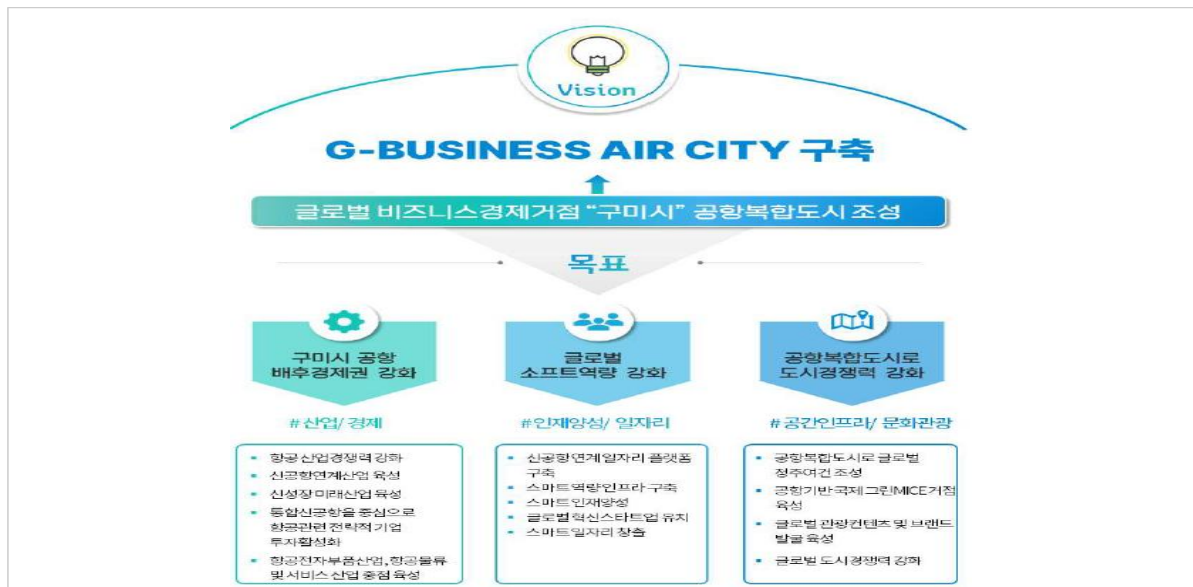 Vision
G-BUSINESS AIR CITY 구축
글로벌 비즈니스경제거점 “구미시” 공항복합도시 조성
목표
구미시 공항
배후경제권 강화
#산업/ 경제
• 항공 산업경쟁력 강화
• 신공항연계산업 육성
• 신성장 미래산업 육성
• 통합신공항을 중심으로
항공관련 전략적 기업
투자활성화
• 항공전자부품산업, 항공물류
및 서비스 산업 중점 육성
글로벌
소프트역량 강화
#인재양성/ 일자리
• 신공항연계 일자리 플랫폼
구축
• 스마트 역량 인프라 구축
• 스마트 인재양성
• 글로벌 혁신스타트업 유치
• 스마트일자리 창출
공항복합도시로
도시경쟁력 강화
#공간인프라/ 문화관광
• 공항복합도시로 글로벌
정주여건 조성
• 공항기반 국제 그린MICE 거점
육성
• 글로벌 관광컨텐츠 및 브랜드
발굴 육성
• 글로벌 도시경쟁력 강화